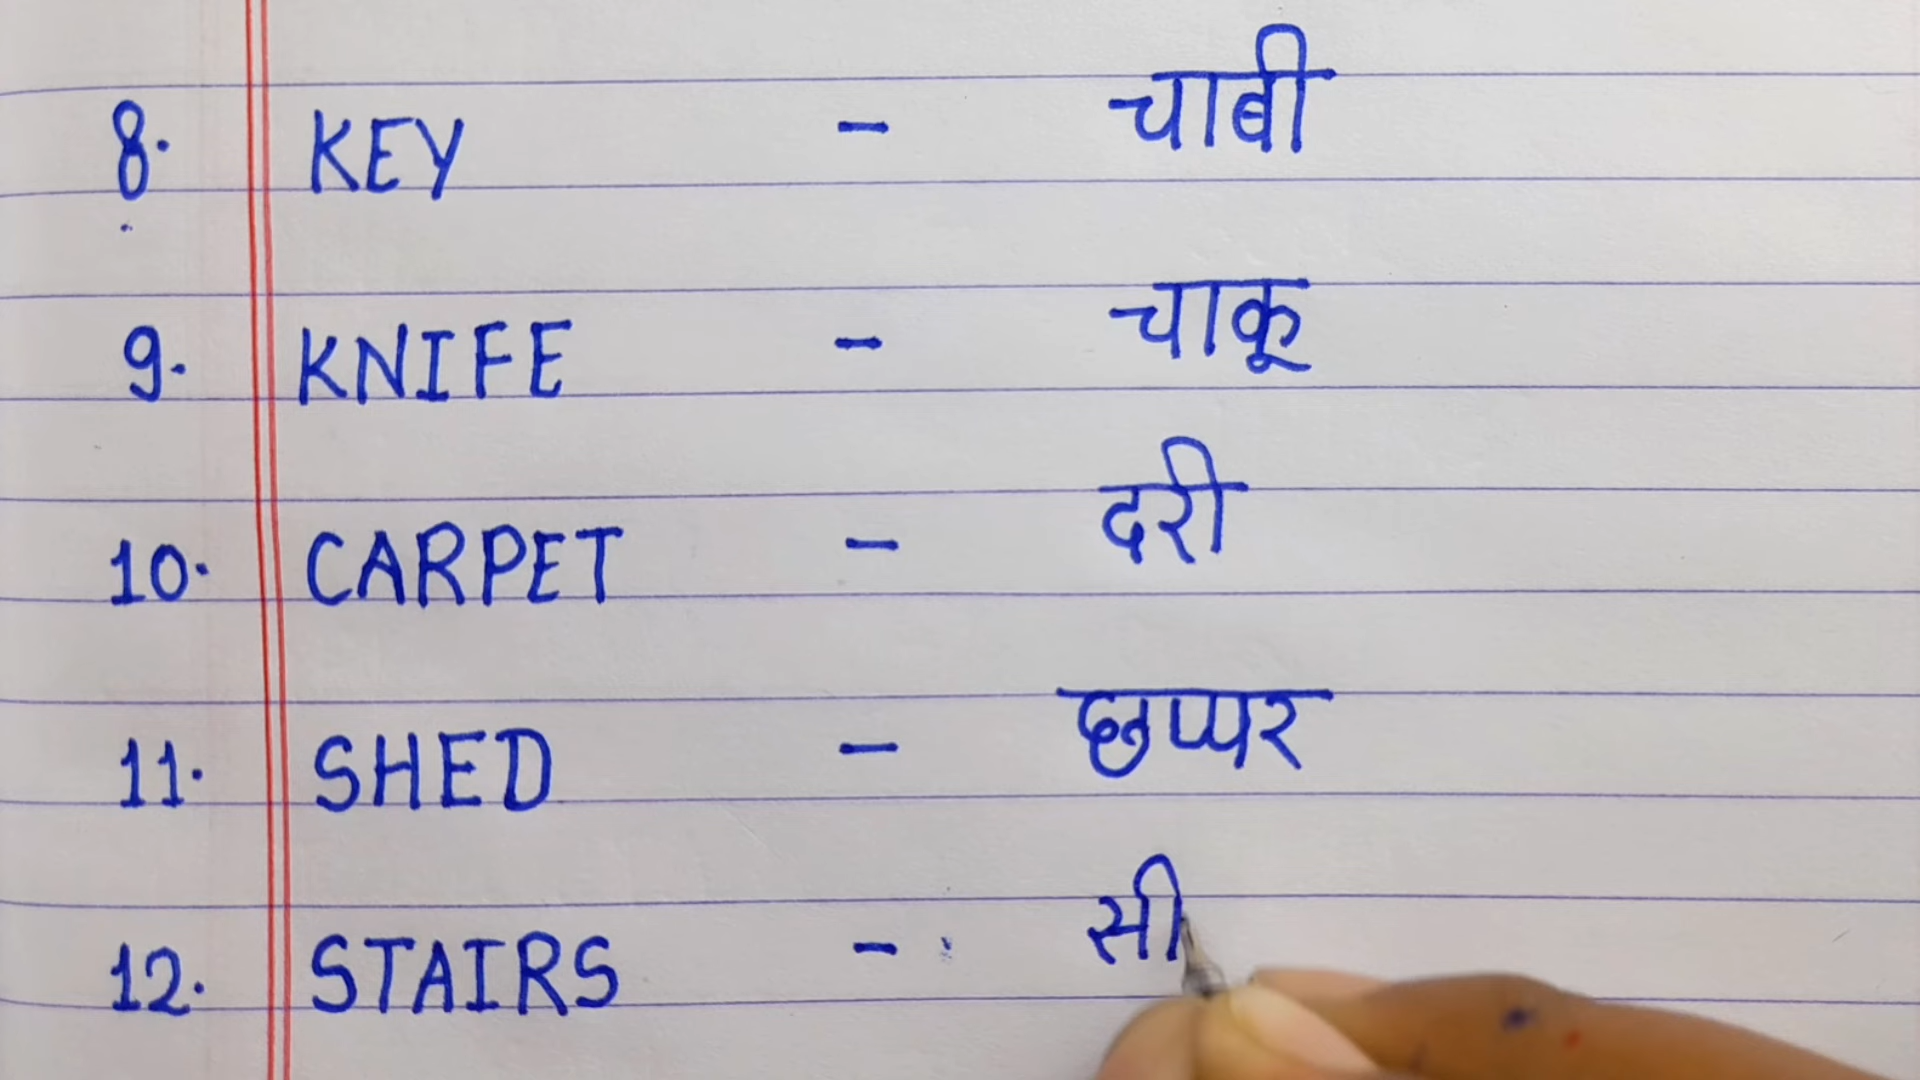 8. KEY - चाबी
9. KNIFE - चाकू
10. CARPET - दरी
11. SHED - छप्पर
12. STAIRS - सी